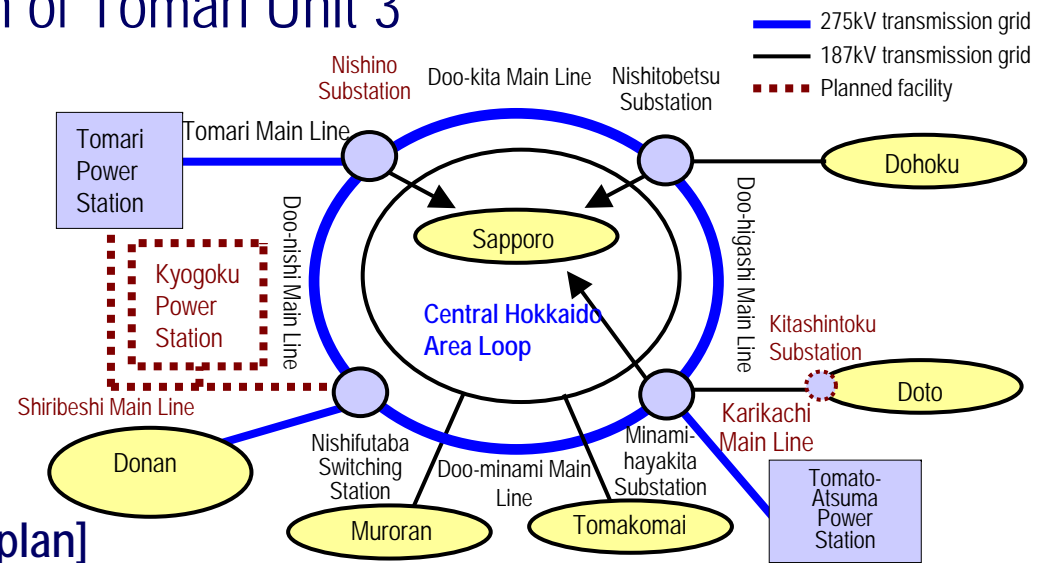 n of Tomari Unit 3
275kV transmission grid
187kV transmission grid
Planned facility
Nishino
Substation
Doo-kita Main Line
Nishitobetsu
Substation
Tomari
Power
Station
Tomari Main Line
Dohoku
Sapporo
Doo-nishi Main Line
Doo-higashi Main Line
Kyogoku
Power
Station
Central Hokkaido
Area Loop
Kitashintoku
Substation
Doto
Shiribeshi Main Line
Karikachi
Main Line
Donan
Nishifutaba
Switching
Station
Doo-minami Main
Line
Minami-
hayakita
Substation
Muroran
Tomakomai
Tomato-
Atsuma
Power
Station
plan]